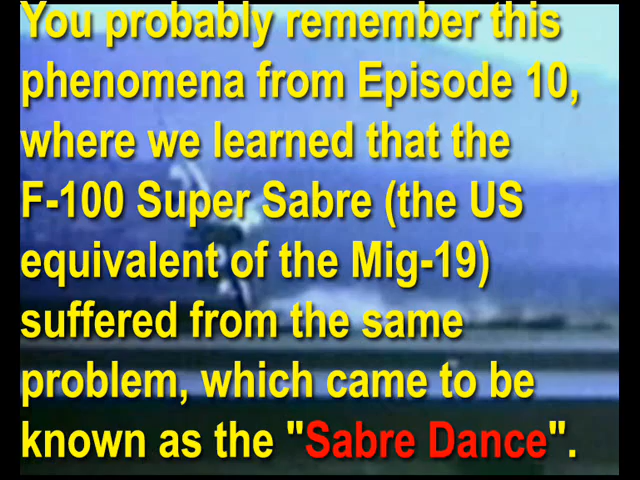 You probably remember this
phenomena from Episode 10,
where we learned that the
F-100 Super Sabre (the US
equivalent of the Mig-19)
suffered from the same
problem, which came to be
known as the "Sabre Dance".